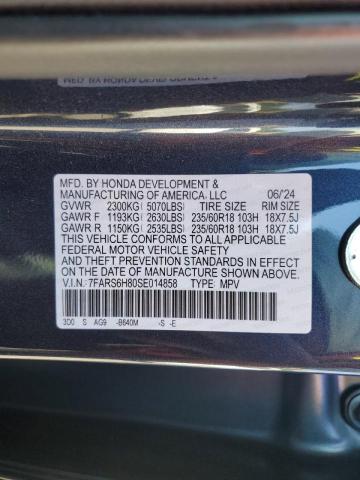 MFD. BY HONDA DEVELOPMENT &
MANUFACTURING OF AMERICA, LLC 06/24
GVWR 2300KG 5070LBS TIRE SIZE RIM SIZE
GAWR F 1193KG 2630LBS 235/60R18 103H 18X7.5J
GAWR R 1150KG 2535LBS 235/60R18 103H 18X7.5J
THIS VEHICLE CONFORMS TO ALL APPLICABLE
FEDERAL MOTOR VEHICLE SAFETY
STANDARDS IN EFFECT ON THE DATE OF
MANUFACTURE SHOWN ABOVE.
V.I.N.: 7FARS6H80SE014858 TYPE: MPV
3D0 S AG9 -B640M -S -E